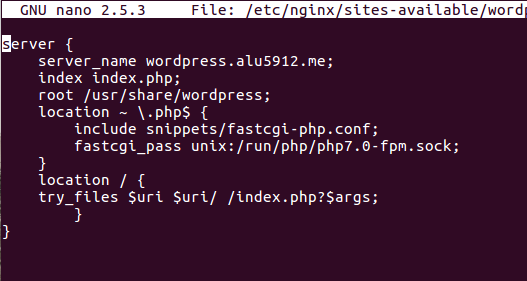 GNU nano 2.5.3 File: /etc/nginx/sites-available/wordp
server {
server_name wordpress.alu5912.me;
index index.php;
root /usr/share/wordpress;
location ~ \.php$ {
include snippets/fastcgi-php.conf;
fastcgi_pass unix:/run/php/php7.0-fpm.sock;
}
location / {
try_files $uri $uri/ /index.php?$args;
}
}